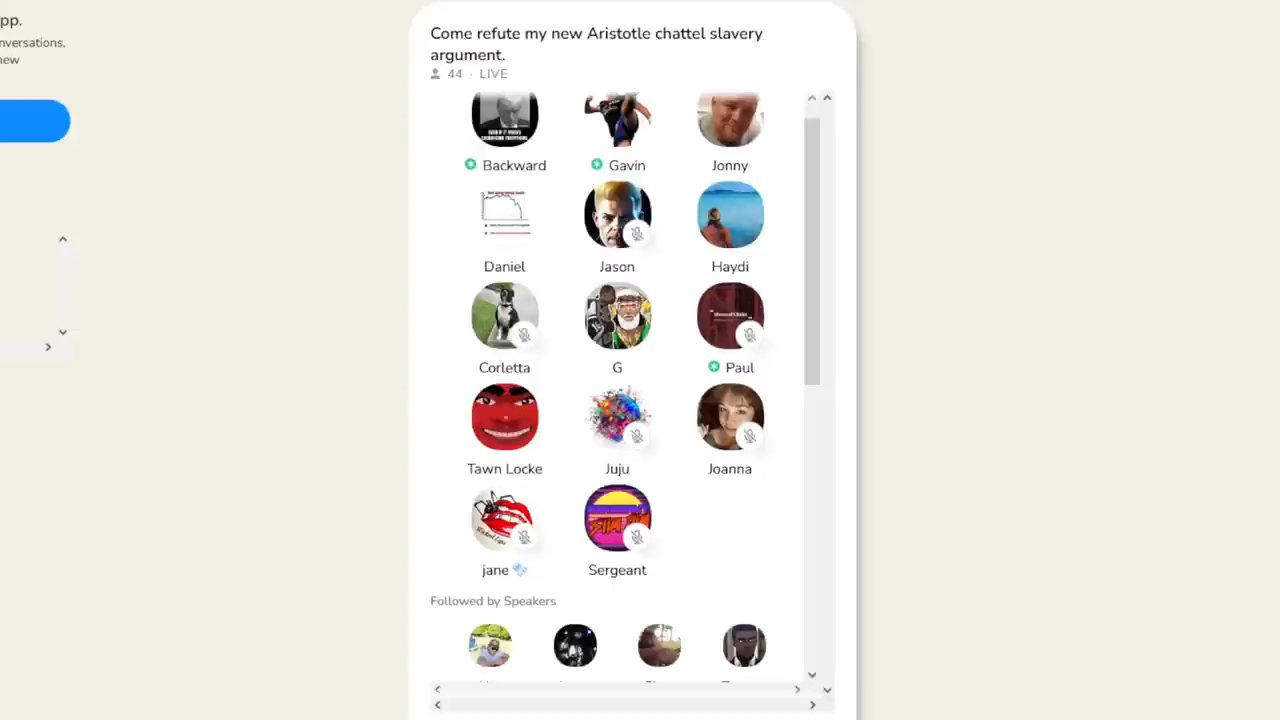 pp.
nversations,
new
Come refute my new Aristotle chattel slavery
argument.
44 · LIVE
Backward
Gavin
Jonny
Daniel
Jason
Haydi
Corletta
G
Paul
Tawn Locke
Juju
Joanna
jane
Sergeant
Followed by Speakers